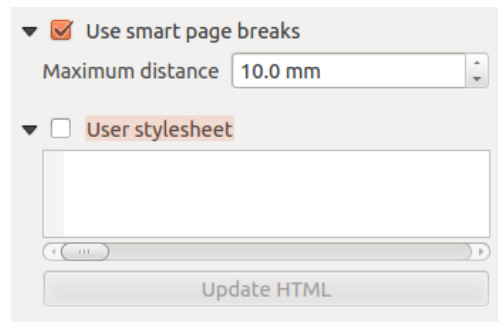 Use smart page breaks
Maximum distance 10.0 mm
User stylesheet
Update HTML